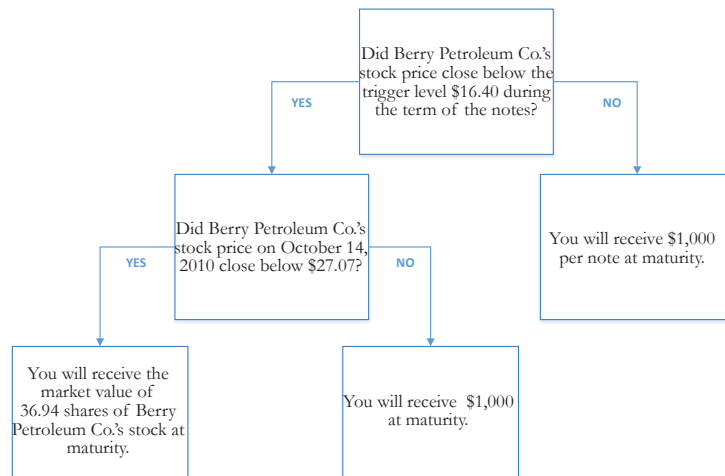 Did Berry Petroleum Co.'s
stock price close below the
trigger level $16.40 during
the term of the notes?
YES
NO
Did Berry Petroleum Co.'s
stock price on October 14,
2010 close below $27.07?
You will receive $1,000
per note at maturity.
YES
NO
You will receive the
market value of
36.94 shares of Berry
Petroleum Co.'s stock at
maturity.
You will receive $1,000
at maturity.